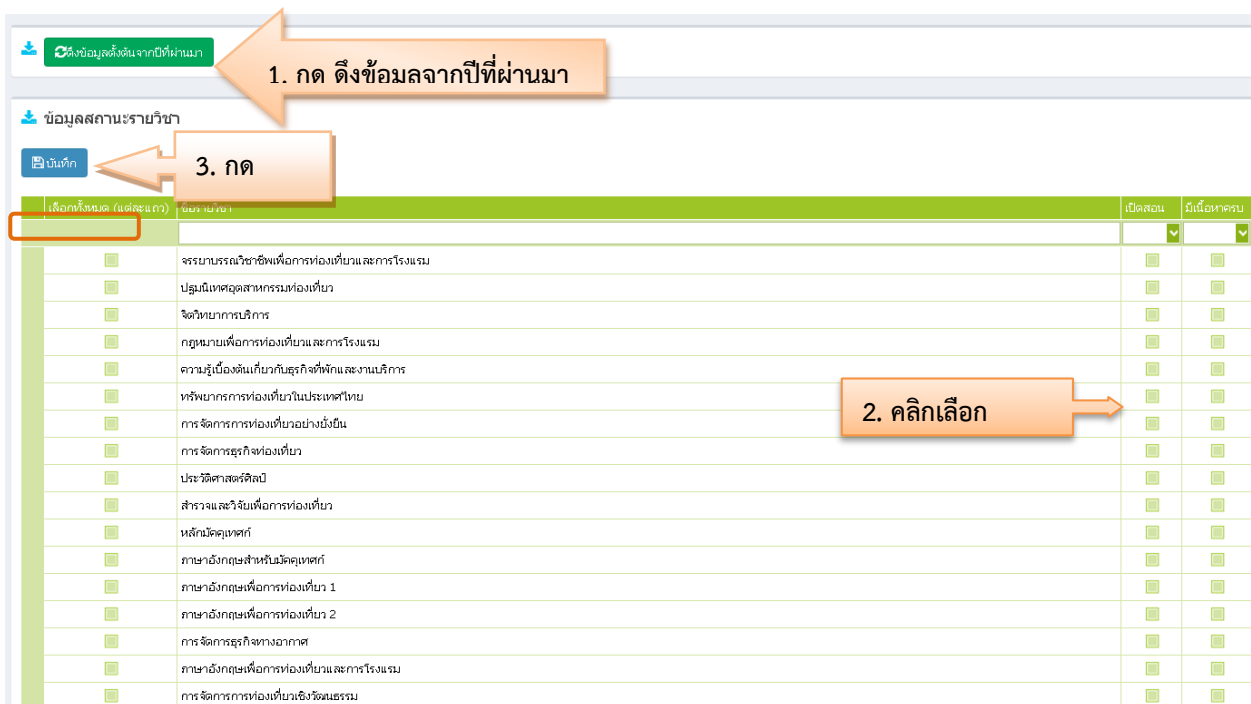 ดึงข้อมูลตั้งต้นจากปีที่ผ่านมา
1. กด ดึงข้อมลจากปีที่ผ่านมา
ข้อมูลสถานะรายวิชา
บันทึก
3. กด
เลือกทั้งหมด (แต่ละแถว) ชื่อรายวิชา เปิดสอน มีเนื้อหาครบ
จรรยาบรรณวิชาชีพเพื่อการท่องเที่ยวและการโรงแรม
ปฐมนิเทศอุตสาหกรรมท่องเที่ยว
จิตวิทยาการบริการ
กฎหมายเพื่อการท่องเที่ยวและการโรงแรม
ความรู้เบื้องต้นเกี่ยวกับธุรกิจที่พักและงานบริการ
ทรัพยากรการท่องเที่ยวในประเทศไทย
2. คลิกเลือก
การจัดการการท่องเที่ยวอย่างยั่งยืน
การจัดการธุรกิจท่องเที่ยว
ประวัติศาสตร์ศิลป์
สำรวจและวิจัยเพื่อการท่องเที่ยว
หลักมัคคุเทศก์
ภาษาอังกฤษสำหรับมัคคุเทศก์
ภาษาอังกฤษเพื่อการท่องเที่ยว 1
ภาษาอังกฤษเพื่อการท่องเที่ยว 2
การจัดการธุรกิจทางอากาศ
ภาษาอังกฤษเพื่อการท่องเที่ยวและการโรงแรม
การจัดการการท่องเที่ยวเชิงวัฒนธรรม